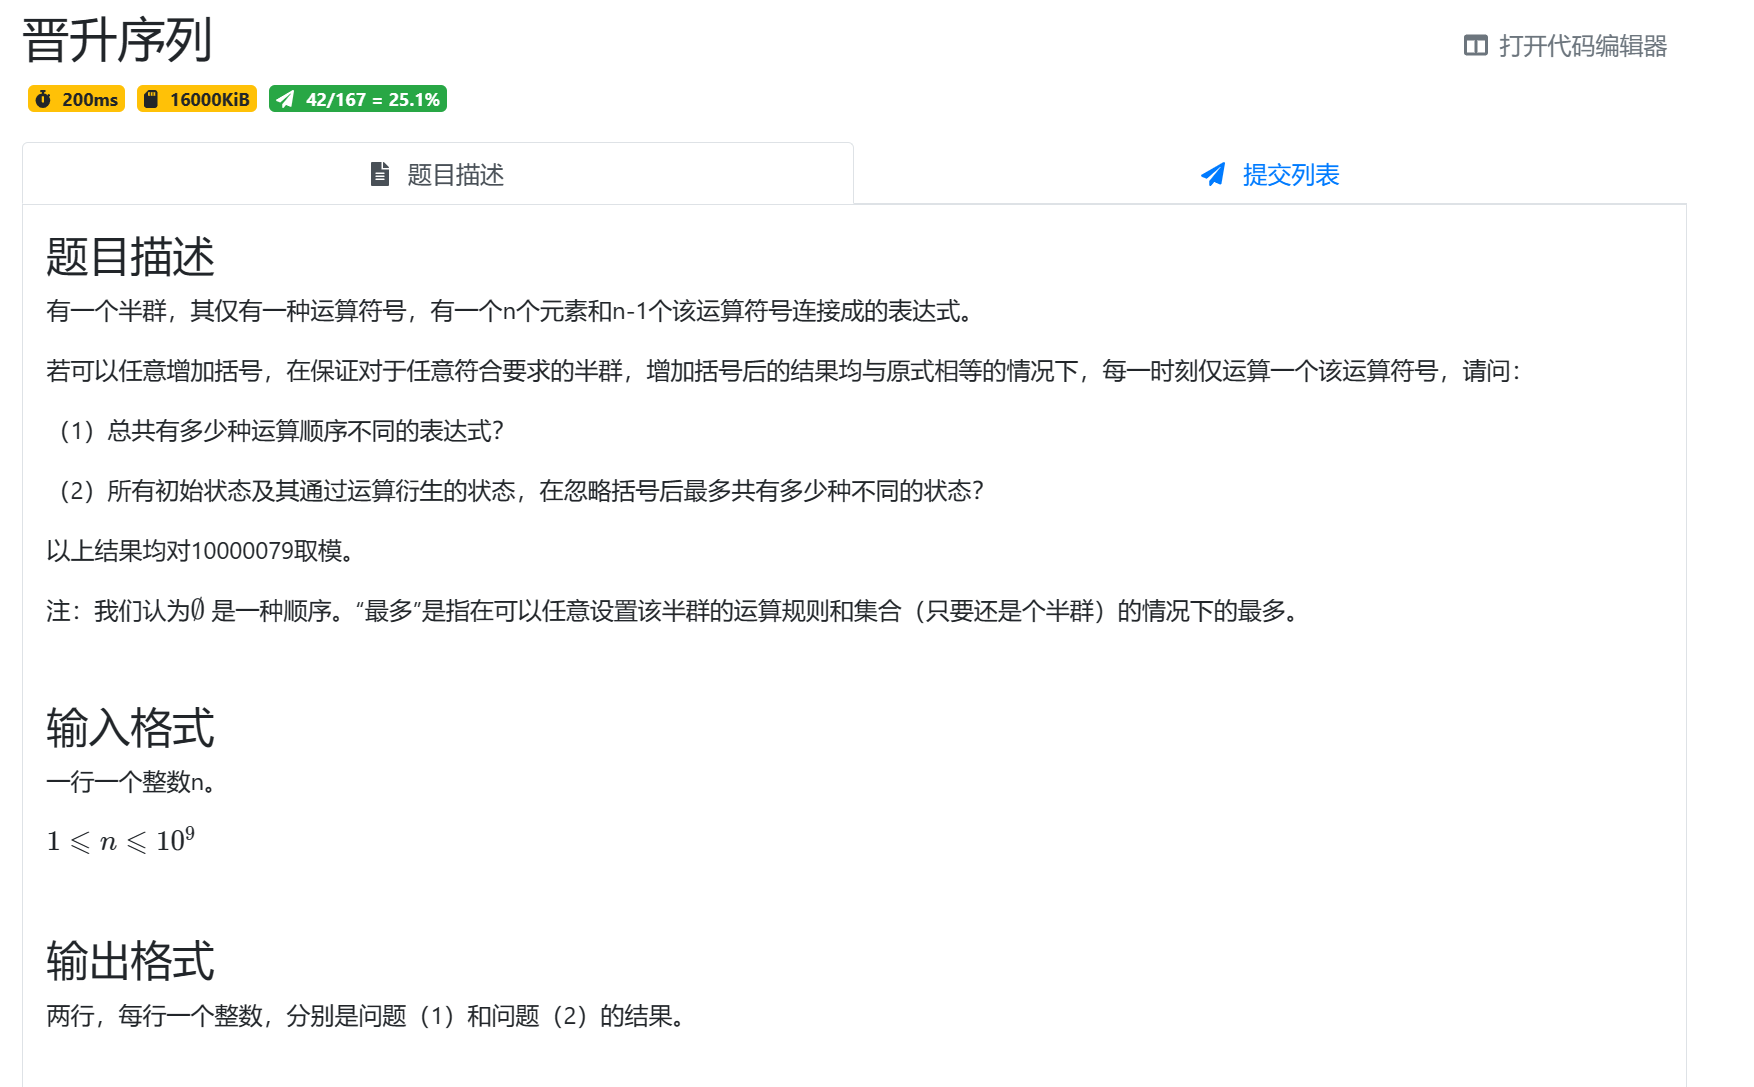 晋升序列
打开代码编辑器
200ms 16000KiB 42/167 = 25.1%
题目描述
提交列表
题目描述
有一个半群，其仅有一种运算符号，有一个n个元素和n-1个该运算符号连接成的表达式。
若可以任意增加括号，在保证对于任意符合要求的半群，增加括号后的结果均与原式相等的情况下，每一时刻仅运算一个该运算符号，请问：
（1）总共有多少种运算顺序不同的表达式？
（2）所有初始状态及其通过运算衍生的状态，在忽略括号后最多共有多少种不同的状态？
以上结果均对10000079取模。
注：我们认为∅ 是一种顺序。“最多”是指在可以任意设置该半群的运算规则和集合（只要还是个半群）的情况下的最多。
输入格式
一行一个整数n。
1 ⩽ n ⩽ 10⁹
输出格式
两行，每行一个整数，分别是问题（1）和问题（2）的结果。